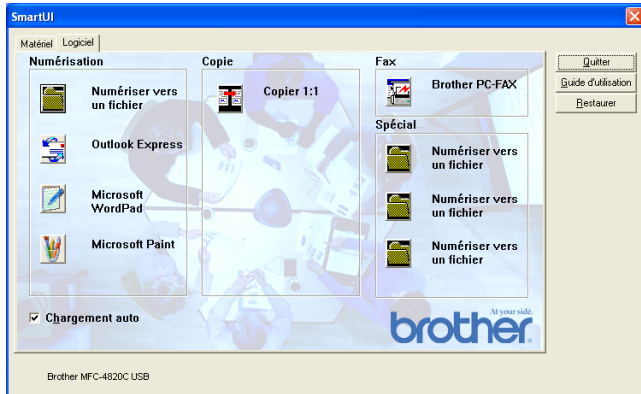 SmartUI
Matériel
Logiciel
Numérisation
Numériser vers
un fichier
Outlook Express
Microsoft
WordPad
Microsoft Paint
Copie
Copier 1:1
Fax
Brother PC-FAX
Spécial
Numériser vers
un fichier
Numériser vers
un fichier
Numériser vers
un fichier
Quitter
Guide d'utilisation
Restaurer
Chargement auto
At your side.
brother
Brother MFC-4820C USB